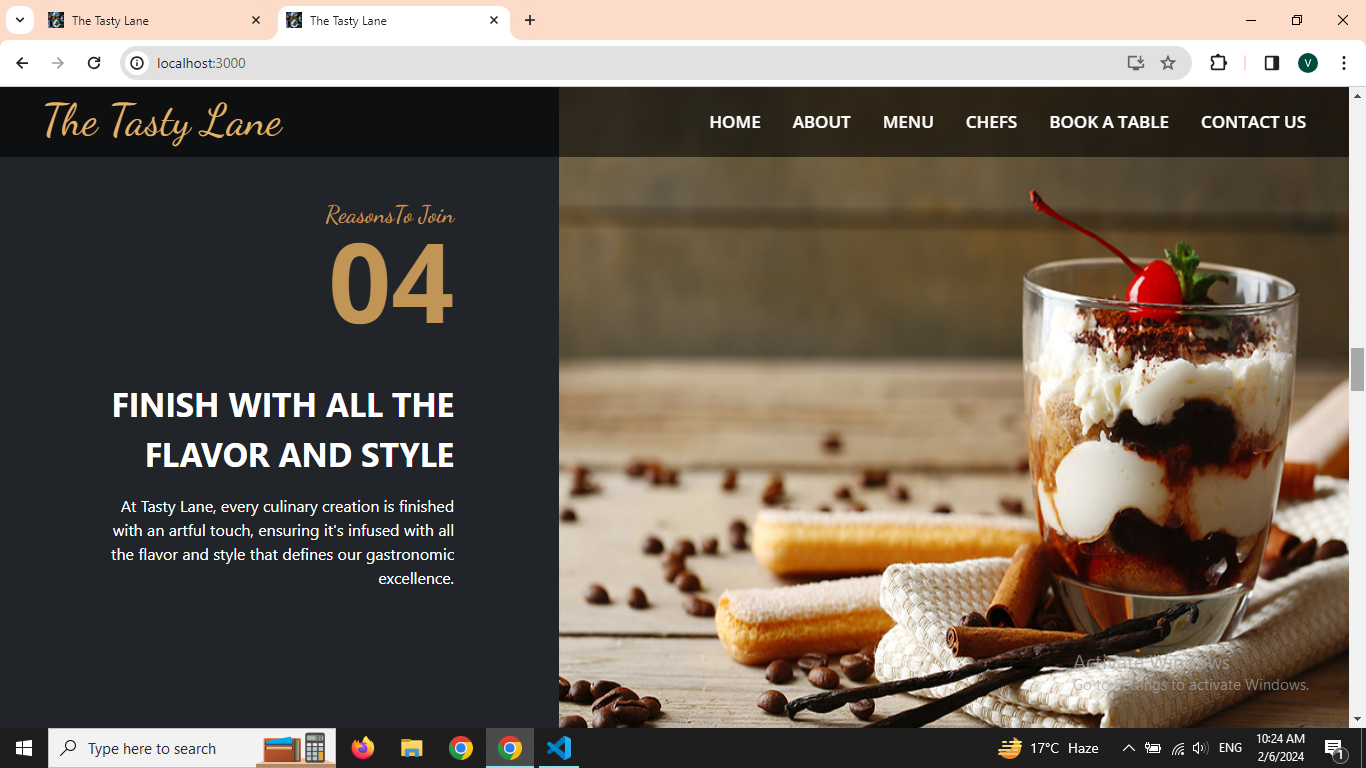 The Tasty Lane
The Tasty Lane
localhost:3000
V
The Tasty Lane
HOME ABOUT MENU CHEFS BOOK A TABLE CONTACT US
ReasonsTo Join
04
FINISH WITH ALL THE
FLAVOR AND STYLE
At Tasty Lane, every culinary creation is finished
with an artful touch, ensuring it's infused with all
the flavor and style that defines our gastronomic
excellence.
Activate Windows
Go to Settings to activate Windows.
Type here to search
17°C Haze
ENG
10:24 AM
2/6/2024
1